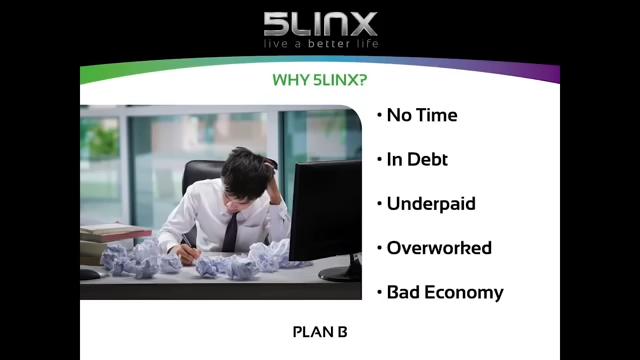 5LINX
live a better life
WHY 5LINX?
• No Time
• In Debt
• Underpaid
• Overworked
• Bad Economy
PLAN B